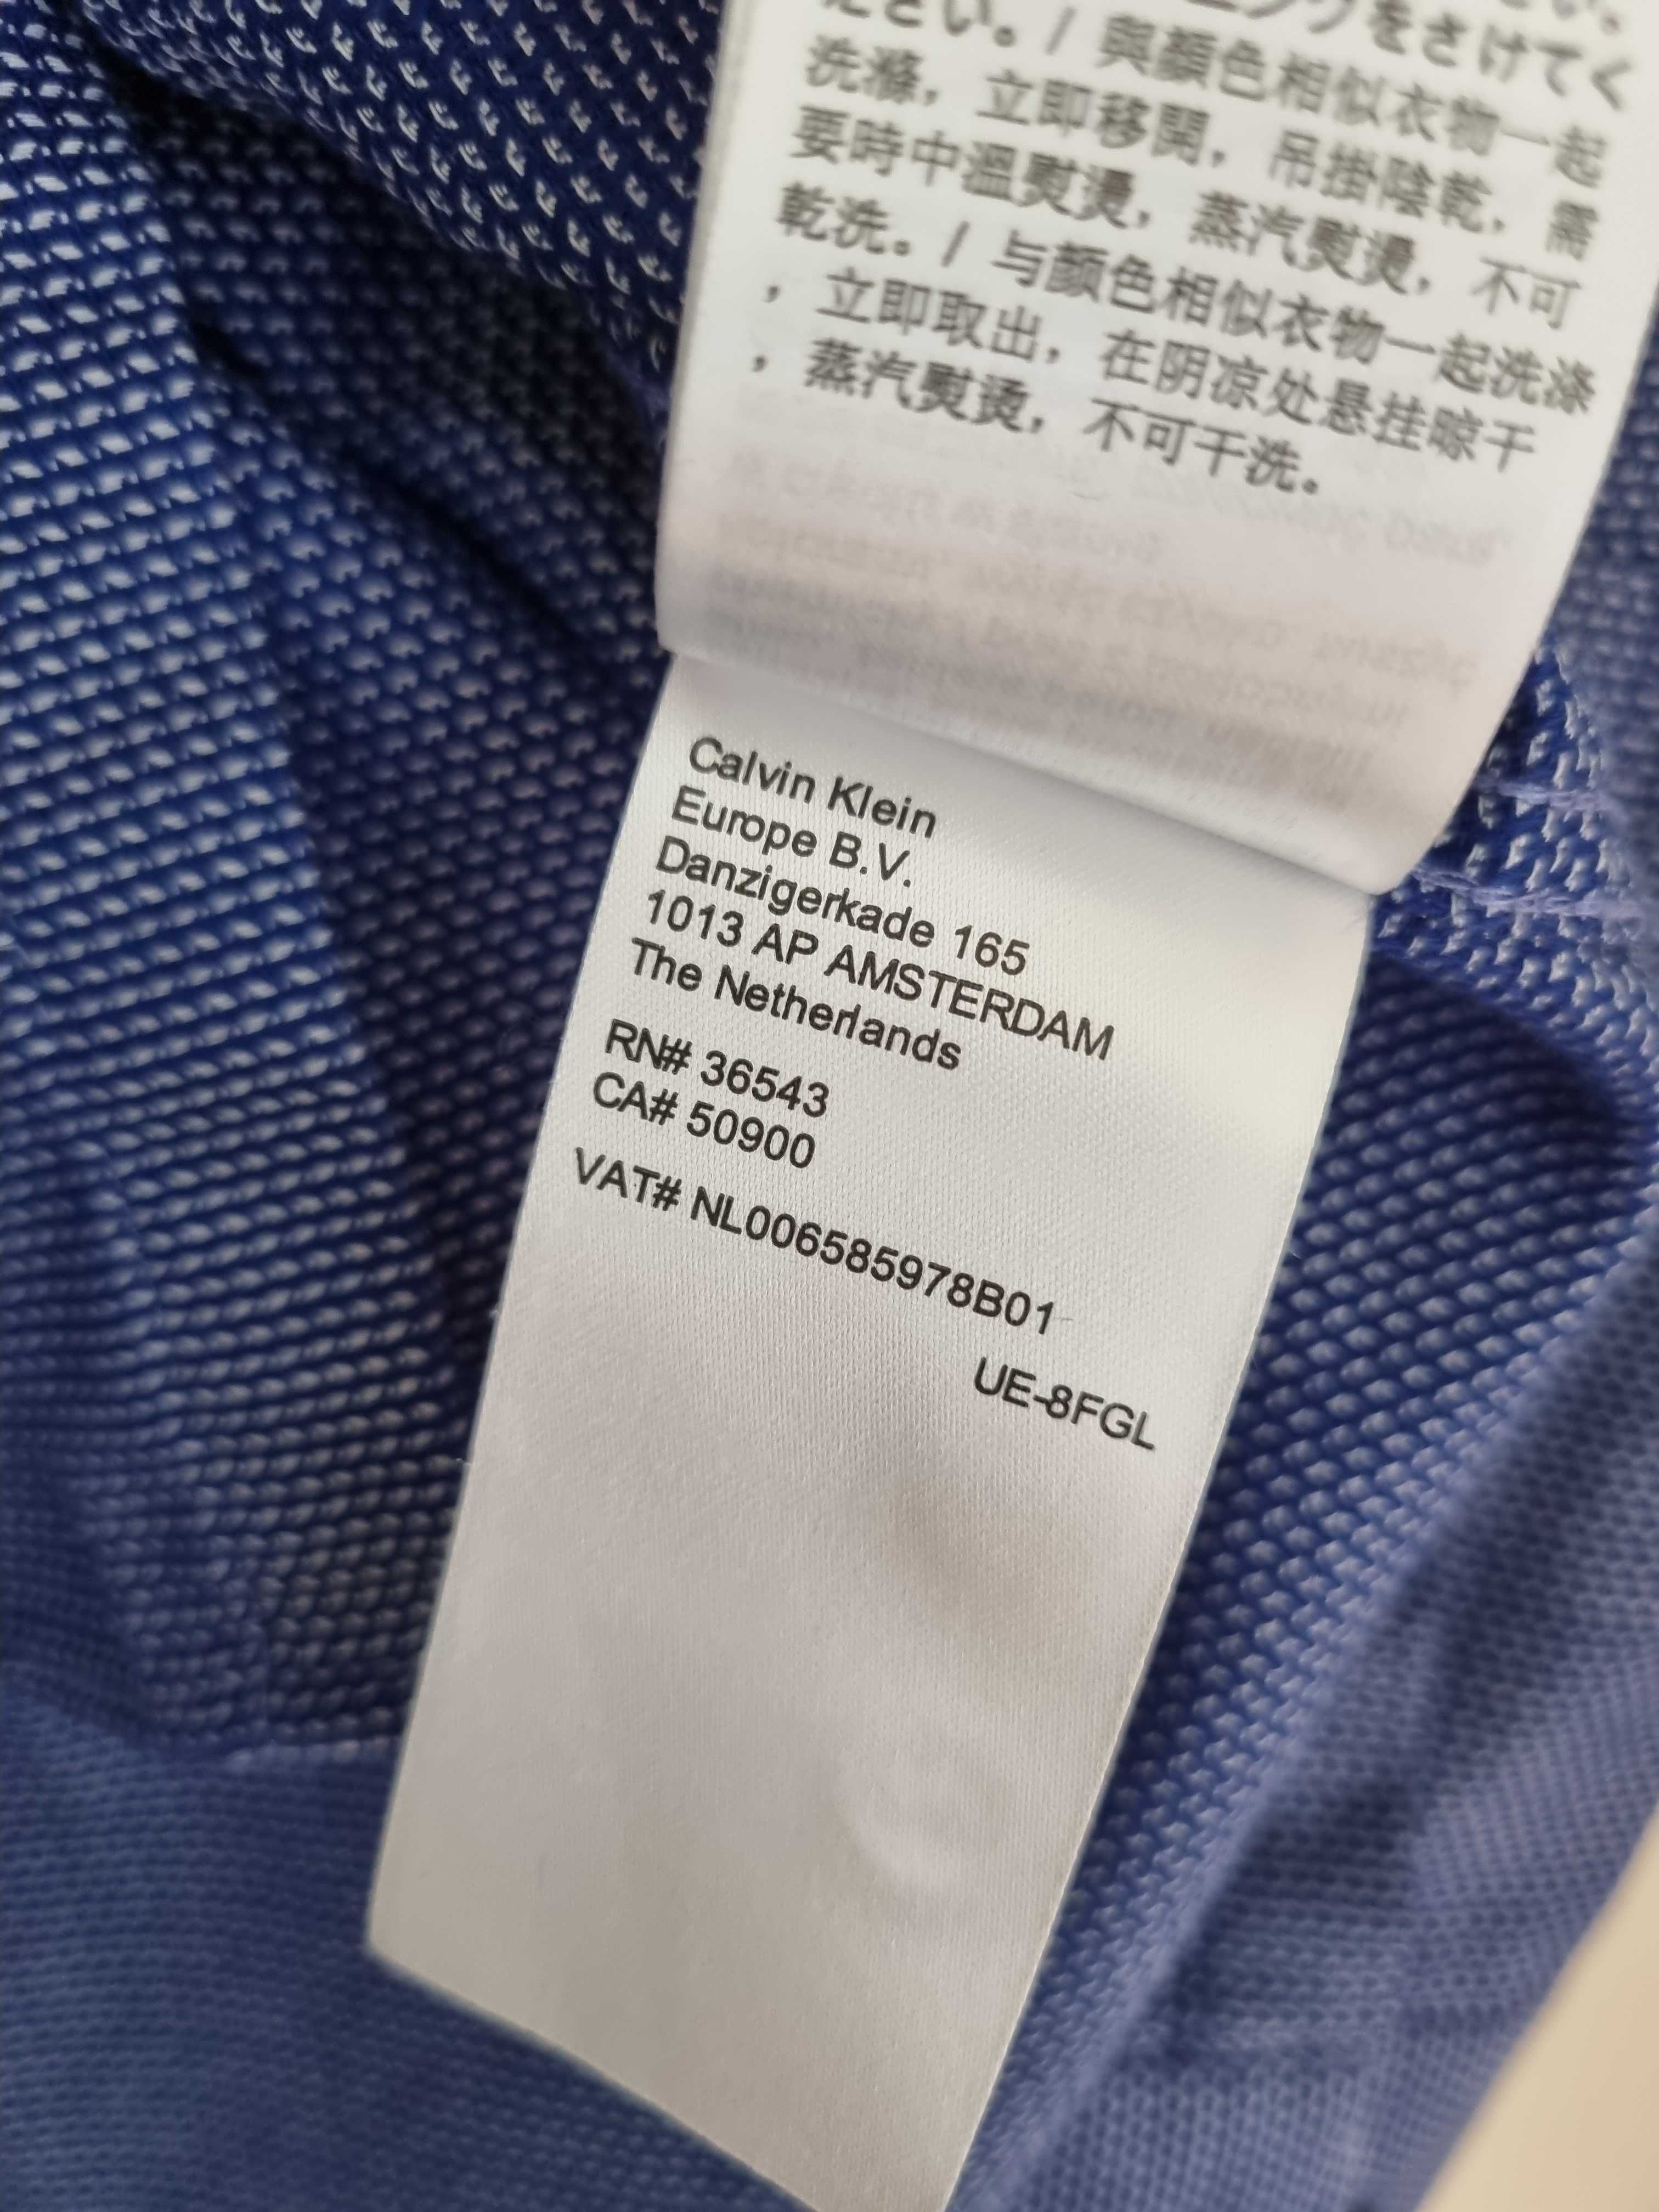 ださい。/ 與顏色相似衣物一起
洗滌，立即移開，吊掛陰乾，需
要時中溫熨燙，蒸汽熨燙，不可
乾洗。/ 与颜色相似衣物一起洗涤
，立即取出，在阴凉处悬挂晾干
，蒸汽熨烫，不可干洗。
Calvin Klein
Europe B.V.
Danzigerkade 165
1013 AP AMSTERDAM
The Netherlands
RN# 36543
CA# 50900
VAT# NL006585978B01
UE-8FGL